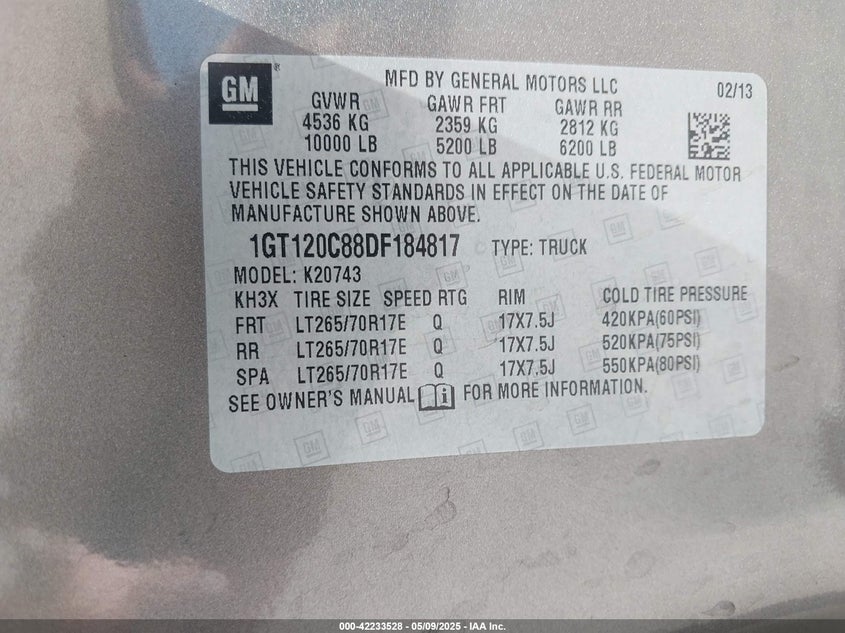 GM
MFD BY GENERAL MOTORS LLC 02/13
GVWR GAWR FRT GAWR RR
4536 KG 2359 KG 2812 KG
10000 LB 5200 LB 6200 LB
THIS VEHICLE CONFORMS TO ALL APPLICABLE U.S. FEDERAL MOTOR
VEHICLE SAFETY STANDARDS IN EFFECT ON THE DATE OF
MANUFACTURE SHOWN ABOVE.
1GT120C88DF184817 TYPE: TRUCK
MODEL: K20743
KH3X TIRE SIZE SPEED RTG RIM COLD TIRE PRESSURE
FRT LT265/70R17E Q 17X7.5J 420KPA(60PSI)
RR LT265/70R17E Q 17X7.5J 520KPA(75PSI)
SPA LT265/70R17E Q 17X7.5J 550KPA(80PSI)
SEE OWNER'S MANUAL FOR MORE INFORMATION.
000-42233528 - 05/09/2025 - IAA Inc.